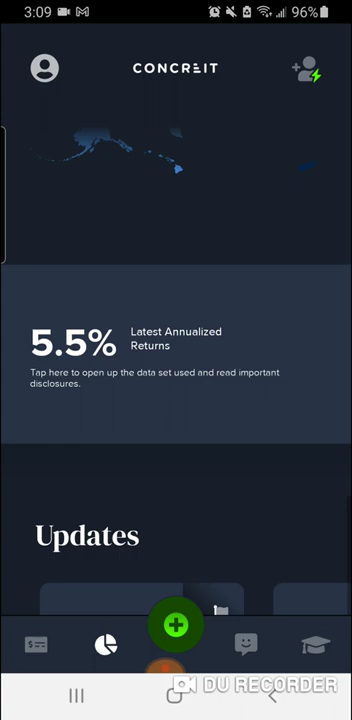 3:09
96%
CONCREIT
5.5%
Latest Annualized
Returns
Tap here to open up the data set used and read important
disclosures.
Updates
DU RECORDER